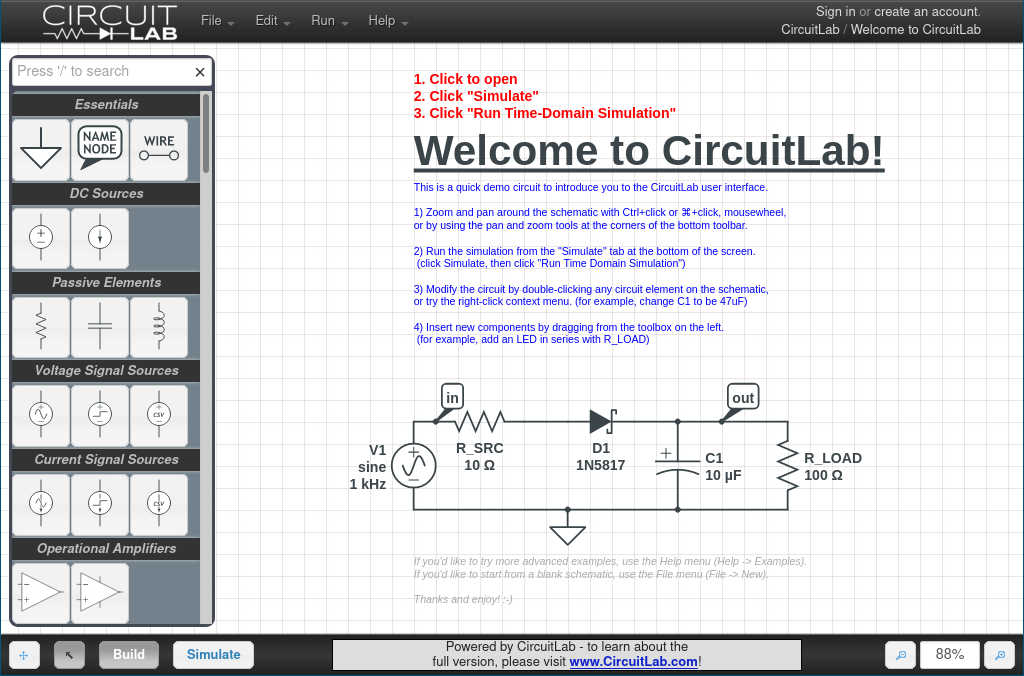 CIRCUIT
LAB
File Edit Run Help
Sign in or create an account.
CircuitLab / Welcome to CircuitLab
Press '/' to search ×
Essentials
NAME
NODE
WIRE
DC Sources
Passive Elements
Voltage Signal Sources
CSV
Current Signal Sources
CSV
Operational Amplifiers
1. Click to open
2. Click "Simulate"
3. Click "Run Time-Domain Simulation"
Welcome to CircuitLab!
This is a quick demo circuit to introduce you to the CircuitLab user interface.
1) Zoom and pan around the schematic with Ctrl+click or ⌘+click, mousewheel,
or by using the pan and zoom tools at the corners of the bottom toolbar.
2) Run the simulation from the "Simulate" tab at the bottom of the screen.
(click Simulate, then click "Run Time Domain Simulation")
3) Modify the circuit by double-clicking any circuit element on the schematic,
or try the right-click context menu. (for example, change C1 to be 47uF)
4) Insert new components by dragging from the toolbox on the left.
(for example, add an LED in series with R_LOAD)
in
out
V1
sine
1 kHz
R_SRC
10 Ω
D1
1N5817
C1
10 µF
R_LOAD
100 Ω
If you'd like to try more advanced examples, use the Help menu (Help -> Examples).
If you'd like to start from a blank schematic, use the File menu (File -> New).
Thanks and enjoy! :-)
Build
Simulate
Powered by CircuitLab - to learn about the
full version, please visit www.CircuitLab.com!
88%